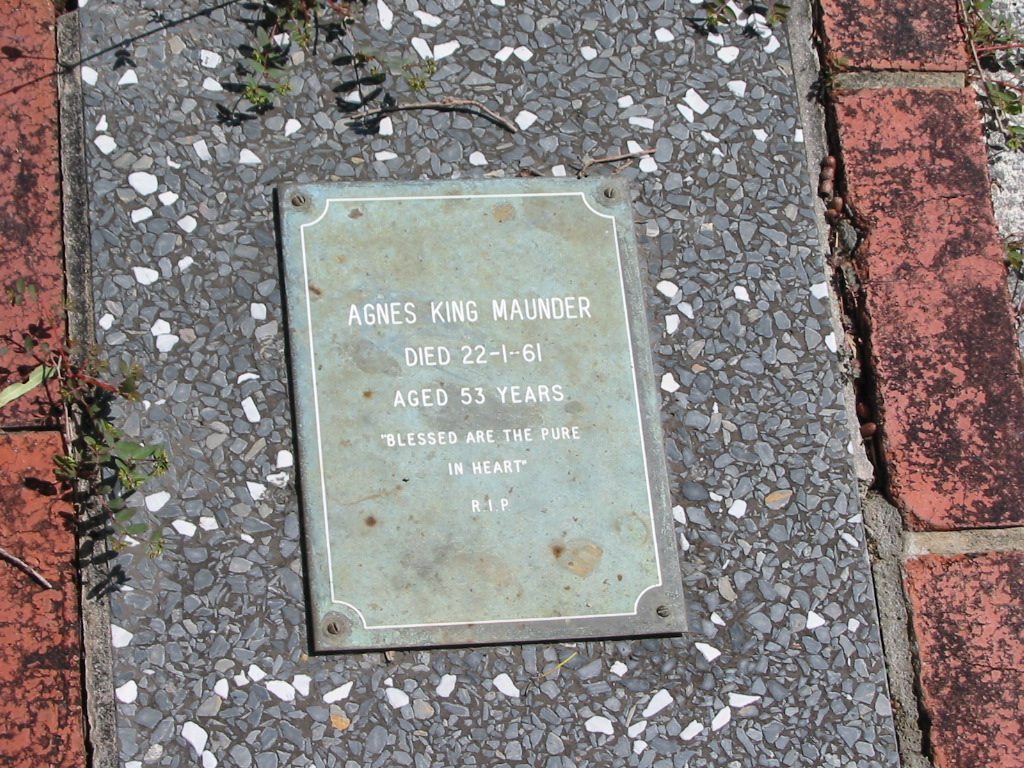 AGNES KING MAUNDER
DIED 22-1-61
AGED 53 YEARS
"BLESSED ARE THE PURE
IN HEART"
R.I.P